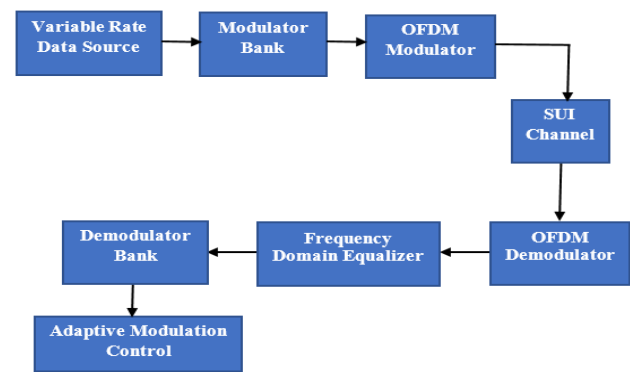 Variable Rate
Data Source
Modulator
Bank
OFDM
Modulator
SUI
Channel
OFDM
Demodulator
Frequency
Domain Equalizer
Demodulator
Bank
Adaptive Modulation
Control